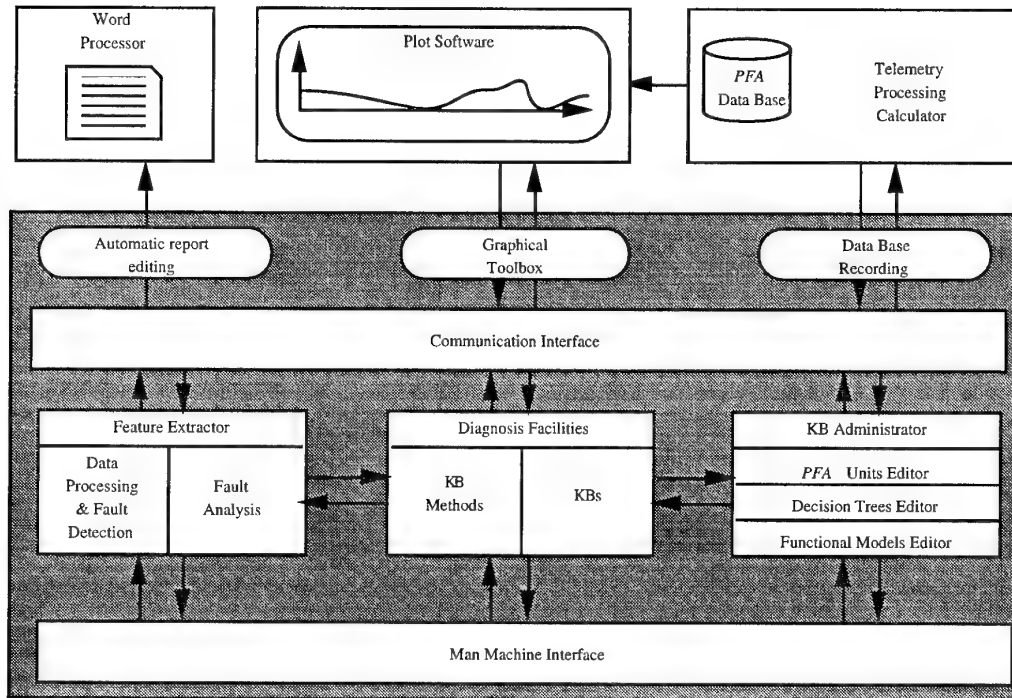 Word
Processor
Plot Software
PFA
Data Base
Telemetry
Processing
Calculator
Automatic report
editing
Graphical
Toolbox
Data Base
Recording
Communication Interface
Feature Extractor
Data
Processing
& Fault
Detection
Fault
Analysis
Diagnosis Facilities
KB
Methods
KBs
KB Administrator
PFA Units Editor
Decision Trees Editor
Functional Models Editor
Man Machine Interface